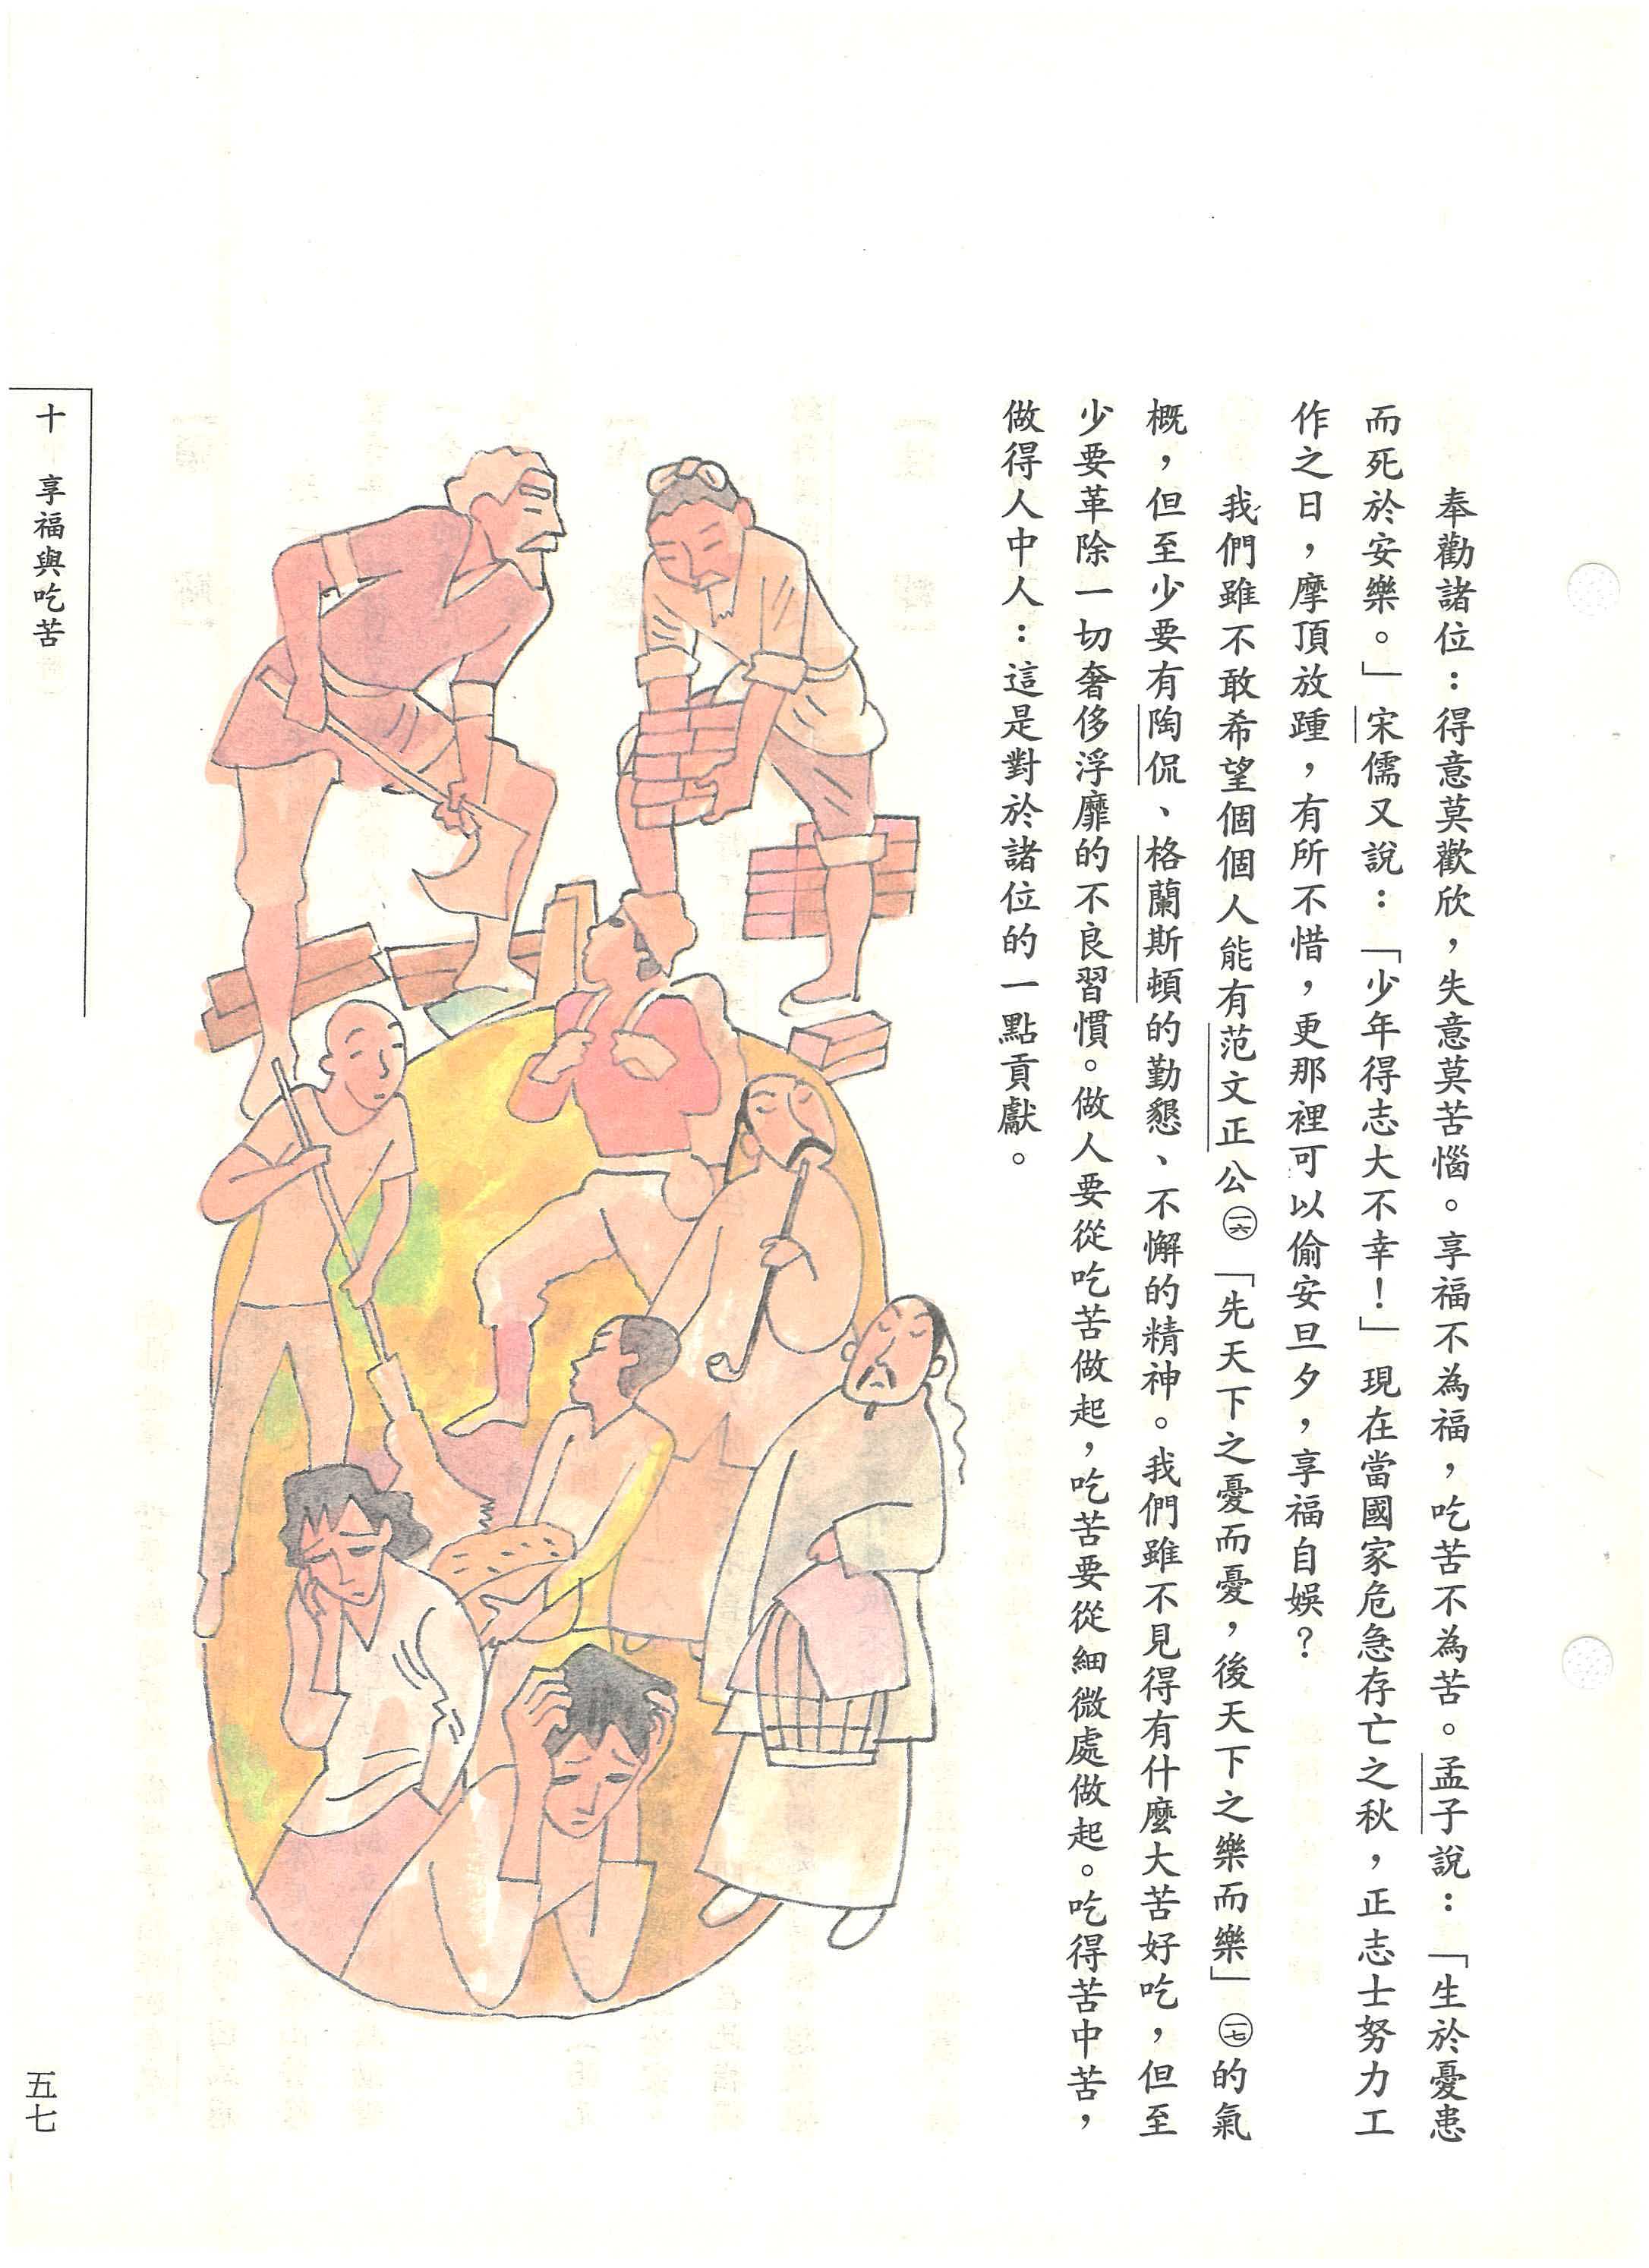 奉勸諸位：得意莫歡欣，失意莫苦惱。享福不為福，吃苦不為苦。孟子說：「生於憂患
而死於安樂。」宋儒又說：「少年得志大不幸！」現在當國家危急存亡之秋，正志士努力工
作之日，摩頂放踵，有所不惜，更那裡可以偷安旦夕，享福自娛？
我們雖不敢希望個個人能有范文正公㊀六「先天下之憂而憂，後天下之樂而樂」㊀七的氣
概，但至少要有陶侃、格蘭斯頓的勤懇、不懈的精神。我們雖不見得有什麼大苦好吃，但至
少要革除一切奢侈浮靡的不良習慣。做人要從吃苦做起，吃苦要從細微處做起。吃得苦中苦，
做得人中人：這是對於諸位的一點貢獻。
十　享福與吃苦
五七